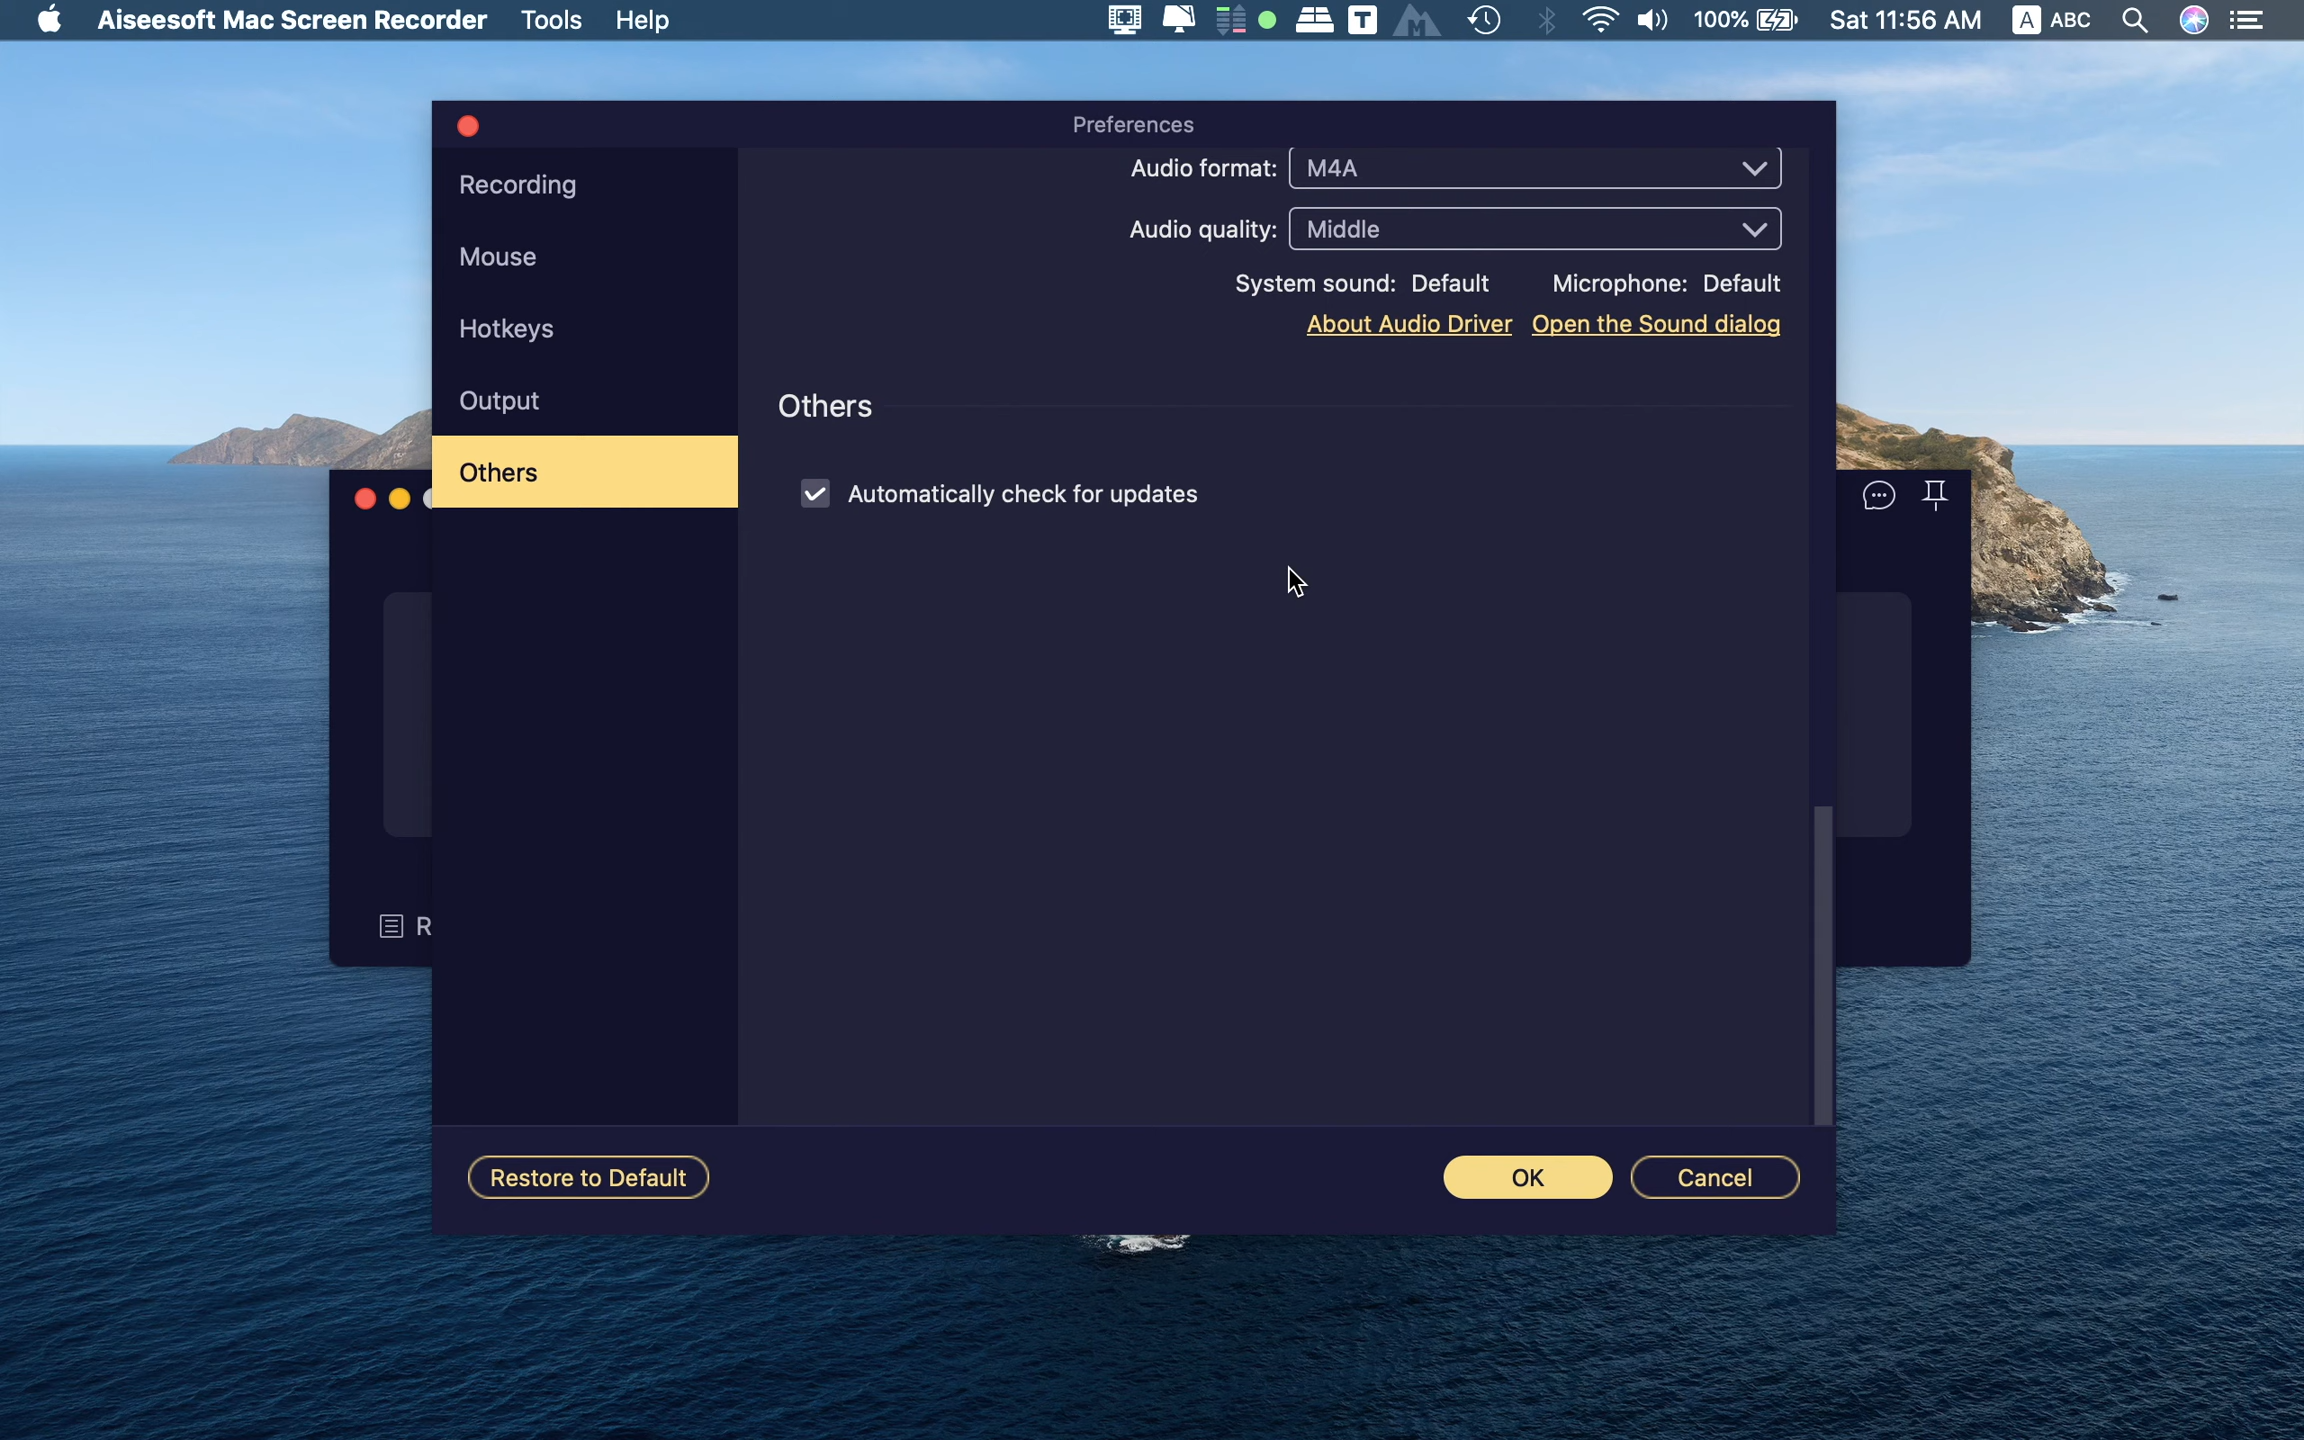 Aiseesoft Mac Screen Recorder Tools Help T 100% Sat 11:56 AM A ABC
Preferences
Recording
Mouse
Hotkeys
Output
Others
Audio format: M4A
Audio quality: Middle
System sound: Default Microphone: Default
About Audio Driver Open the Sound dialog
Others
Automatically check for updates
R
Restore to Default OK Cancel